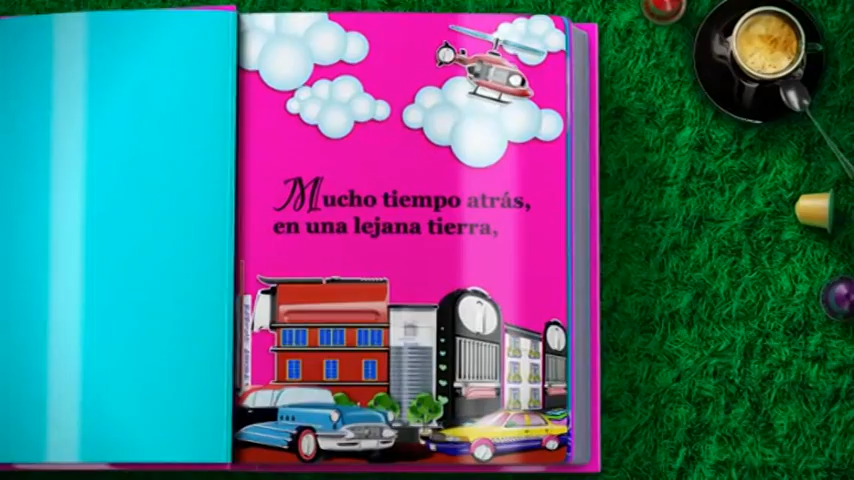 Mucho tiempo atrás,
en una lejana tierra,